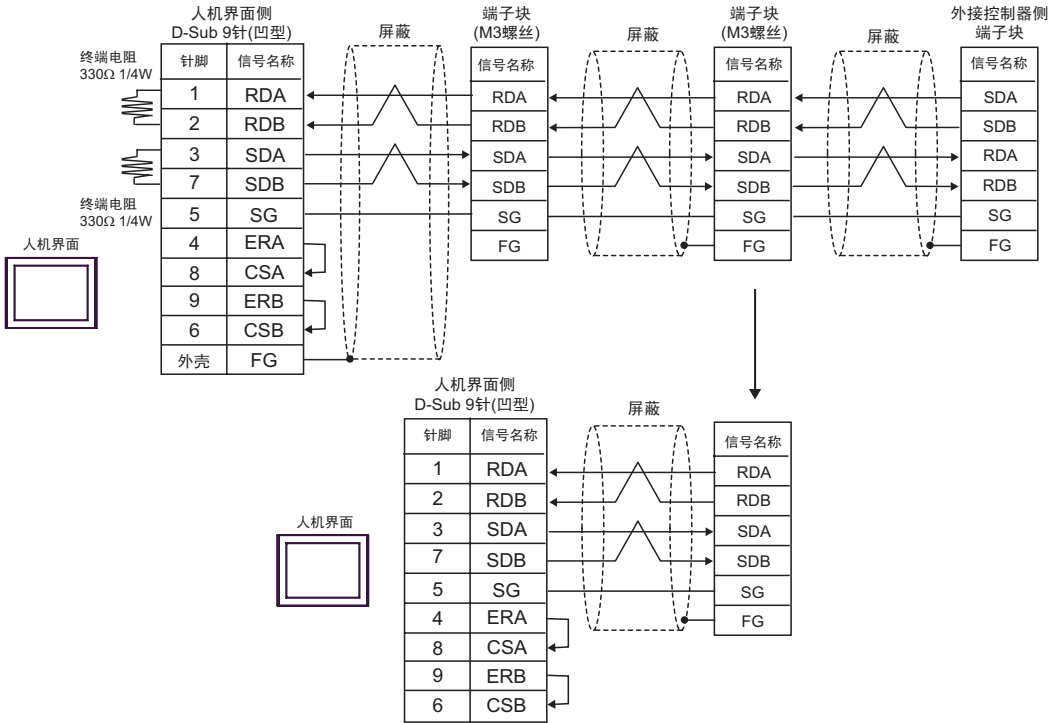 人机界面侧
D-Sub 9针(凹型)
屏蔽
端子块
(M3螺丝)
屏蔽
端子块
(M3螺丝)
屏蔽
外接控制器侧
端子块
终端电阻
330Ω 1/4W
针脚 信号名称
1 RDA
2 RDB
3 SDA
7 SDB
5 SG
4 ERA
8 CSA
9 ERB
6 CSB
外壳 FG
终端电阻
330Ω 1/4W
人机界面
信号名称
RDA
RDB
SDA
SDB
SG
FG
信号名称
RDA
RDB
SDA
SDB
SG
FG
信号名称
SDA
SDB
RDA
RDB
SG
FG
人机界面侧
D-Sub 9针(凹型)
屏蔽
针脚 信号名称
1 RDA
2 RDB
3 SDA
7 SDB
5 SG
4 ERA
8 CSA
9 ERB
6 CSB
人机界面
信号名称
RDA
RDB
SDA
SDB
SG
FG